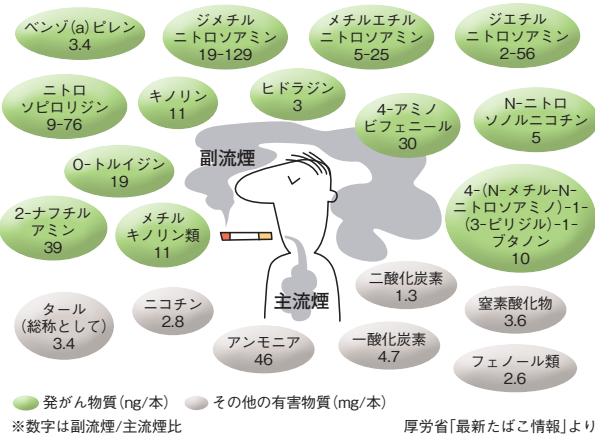 ベンゾ(a)ピレン
3.4
ジメチル
ニトロソアミン
19-129
メチルエチル
ニトロソアミン
5-25
ジエチル
ニトロソアミン
2-56
ニトロ
ソピロリジン
9-76
キノリン
11
ヒドラジン
3
4-アミノ
ビフェニール
30
N-ニトロ
ソノルニコチン
5
O-トルイジン
19
副流煙
2-ナフチル
アミン
39
メチル
キノリン類
11
4-(N-メチル-N-
ニトロソアミノ)-1-
(3-ピリジル)-1-
ブタノン
10
主流煙
タール
(総称として)
3.4
ニコチン
2.8
アンモニア
46
二酸化炭素
1.3
一酸化炭素
4.7
窒素酸化物
3.6
フェノール類
2.6
発がん物質(ng/本)
その他の有害物質(mg/本)
※数字は副流煙/主流煙比
厚労省「最新たばこ情報」より